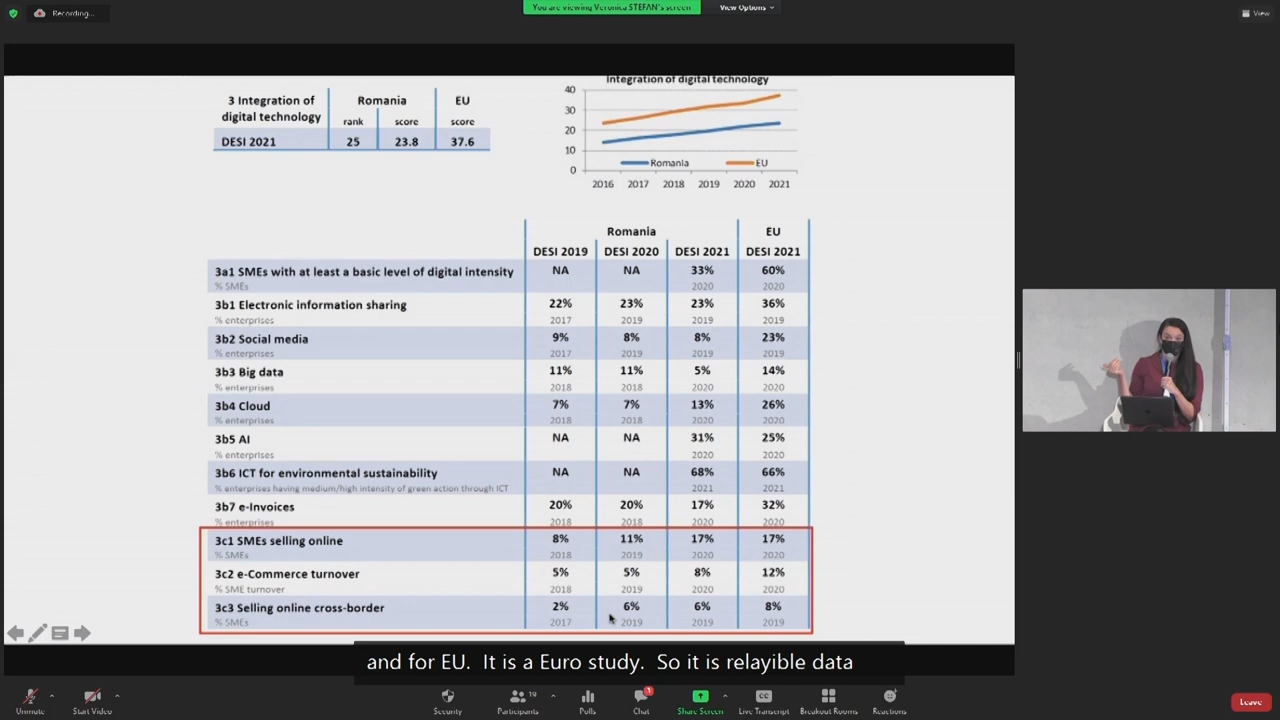 Recording...
You are viewing Veronica STEFAN's screen
View Options
View
Integration of digital technology
40
30
20
10
0
Romania
EU
2016 2017 2018 2019 2020 2021
3 Integration of digital technology Romania EU
rank score score
DESI 2021 25 23.8 37.6
Romania EU
DESI 2019 DESI 2020 DESI 2021 DESI 2021
3a1 SMEs with at least a basic level of digital intensity NA NA 33% 60%
% SMEs 2020 2020
3b1 Electronic information sharing 22% 23% 23% 36%
% enterprises 2017 2019 2019 2019
3b2 Social media 9% 8% 8% 23%
% enterprises 2017 2019 2019 2019
3b3 Big data 11% 11% 5% 14%
% enterprises 2018 2018 2020 2020
3b4 Cloud 7% 7% 13% 26%
% enterprises 2018 2018 2020 2020
3b5 AI NA NA 31% 25%
% enterprises 2020 2020
3b6 ICT for environmental sustainability NA NA 68% 66%
% enterprises having medium/high intensity of green action through ICT 2021 2021
3b7 e-Invoices 20% 20% 17% 32%
% enterprises 2018 2018 2020 2020
3c1 SMEs selling online 8% 11% 17% 17%
% SMEs 2018 2019 2020 2020
3c2 e-Commerce turnover 5% 5% 8% 12%
% SME turnover 2018 2019 2020 2020
3c3 Selling online cross-border 2% 6% 6% 8%
% SMEs 2017 2019 2019 2019
and for EU. It is a Euro study. So it is relayible data
19
1
Unmute
Start Video
Security
Participants
Polls
Chat
Share Screen
Live Transcript
Breakout Rooms
Reactions
Leave